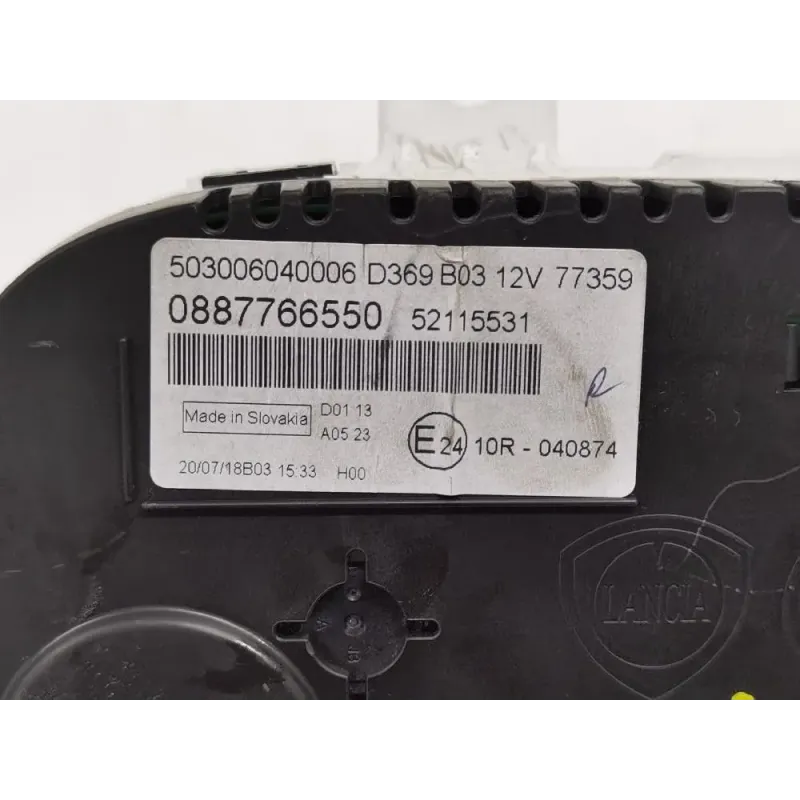 503006040006 D369 B03 12V 77359
0887766550 52115531
Made in Slovakia
D01 13
A05 23
E 24 10R - 040874
20/07/18B03 15:33 H00
LANCIA